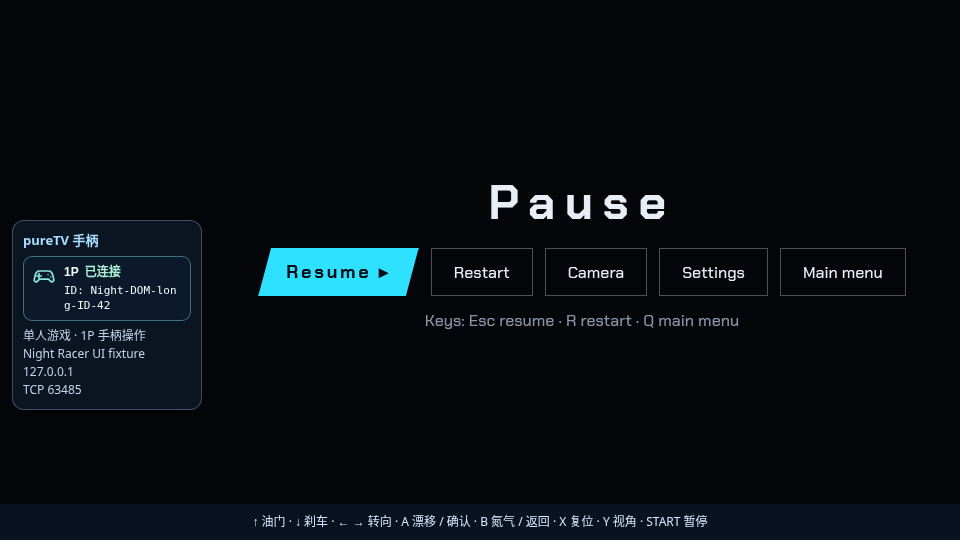 Pause
pureTV 手柄
1P 已连接
ID: Night-DOM-lon
g-ID-42
单人游戏 · 1P 手柄操作
Night Racer UI fixture
127.0.0.1
TCP 63485
Resume ▸
Restart
Camera
Settings
Main menu
Keys: Esc resume · R restart · Q main menu
↑ 油门 · ↓ 刹车 · ← → 转向 · A 漂移 / 确认 · B 氮气 / 返回 · X 复位 · Y 视角 · START 暂停